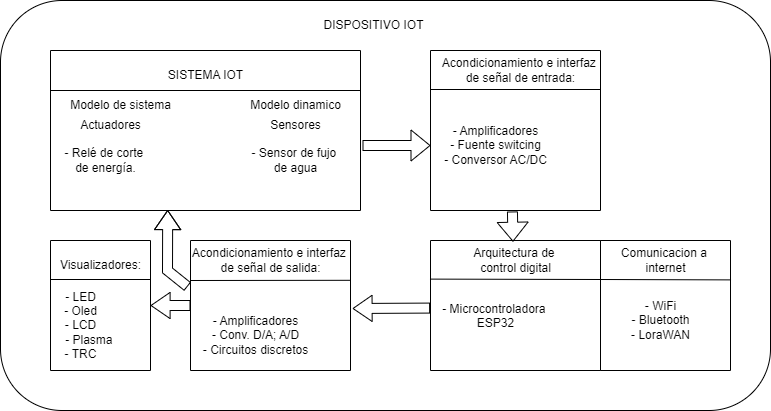 DISPOSITIVO IOT
SISTEMA IOT
Modelo de sistema
Actuadores
- Relé de corte
de energía.
Modelo dinamico
Sensores
- Sensor de fujo
de agua
Acondicionamiento e interfaz
de señal de entrada:
- Amplificadores
- Fuente switcing
- Conversor AC/DC
Visualizadores:
- LED
- Oled
- LCD
- Plasma
- TRC
Acondicionamiento e interfaz
de señal de salida:
- Amplificadores
- Conv. D/A; A/D
- Circuitos discretos
Arquitectura de
control digital
- Microcontroladora
ESP32
Comunicacion a
internet
- WiFi
- Bluetooth
- LoraWAN